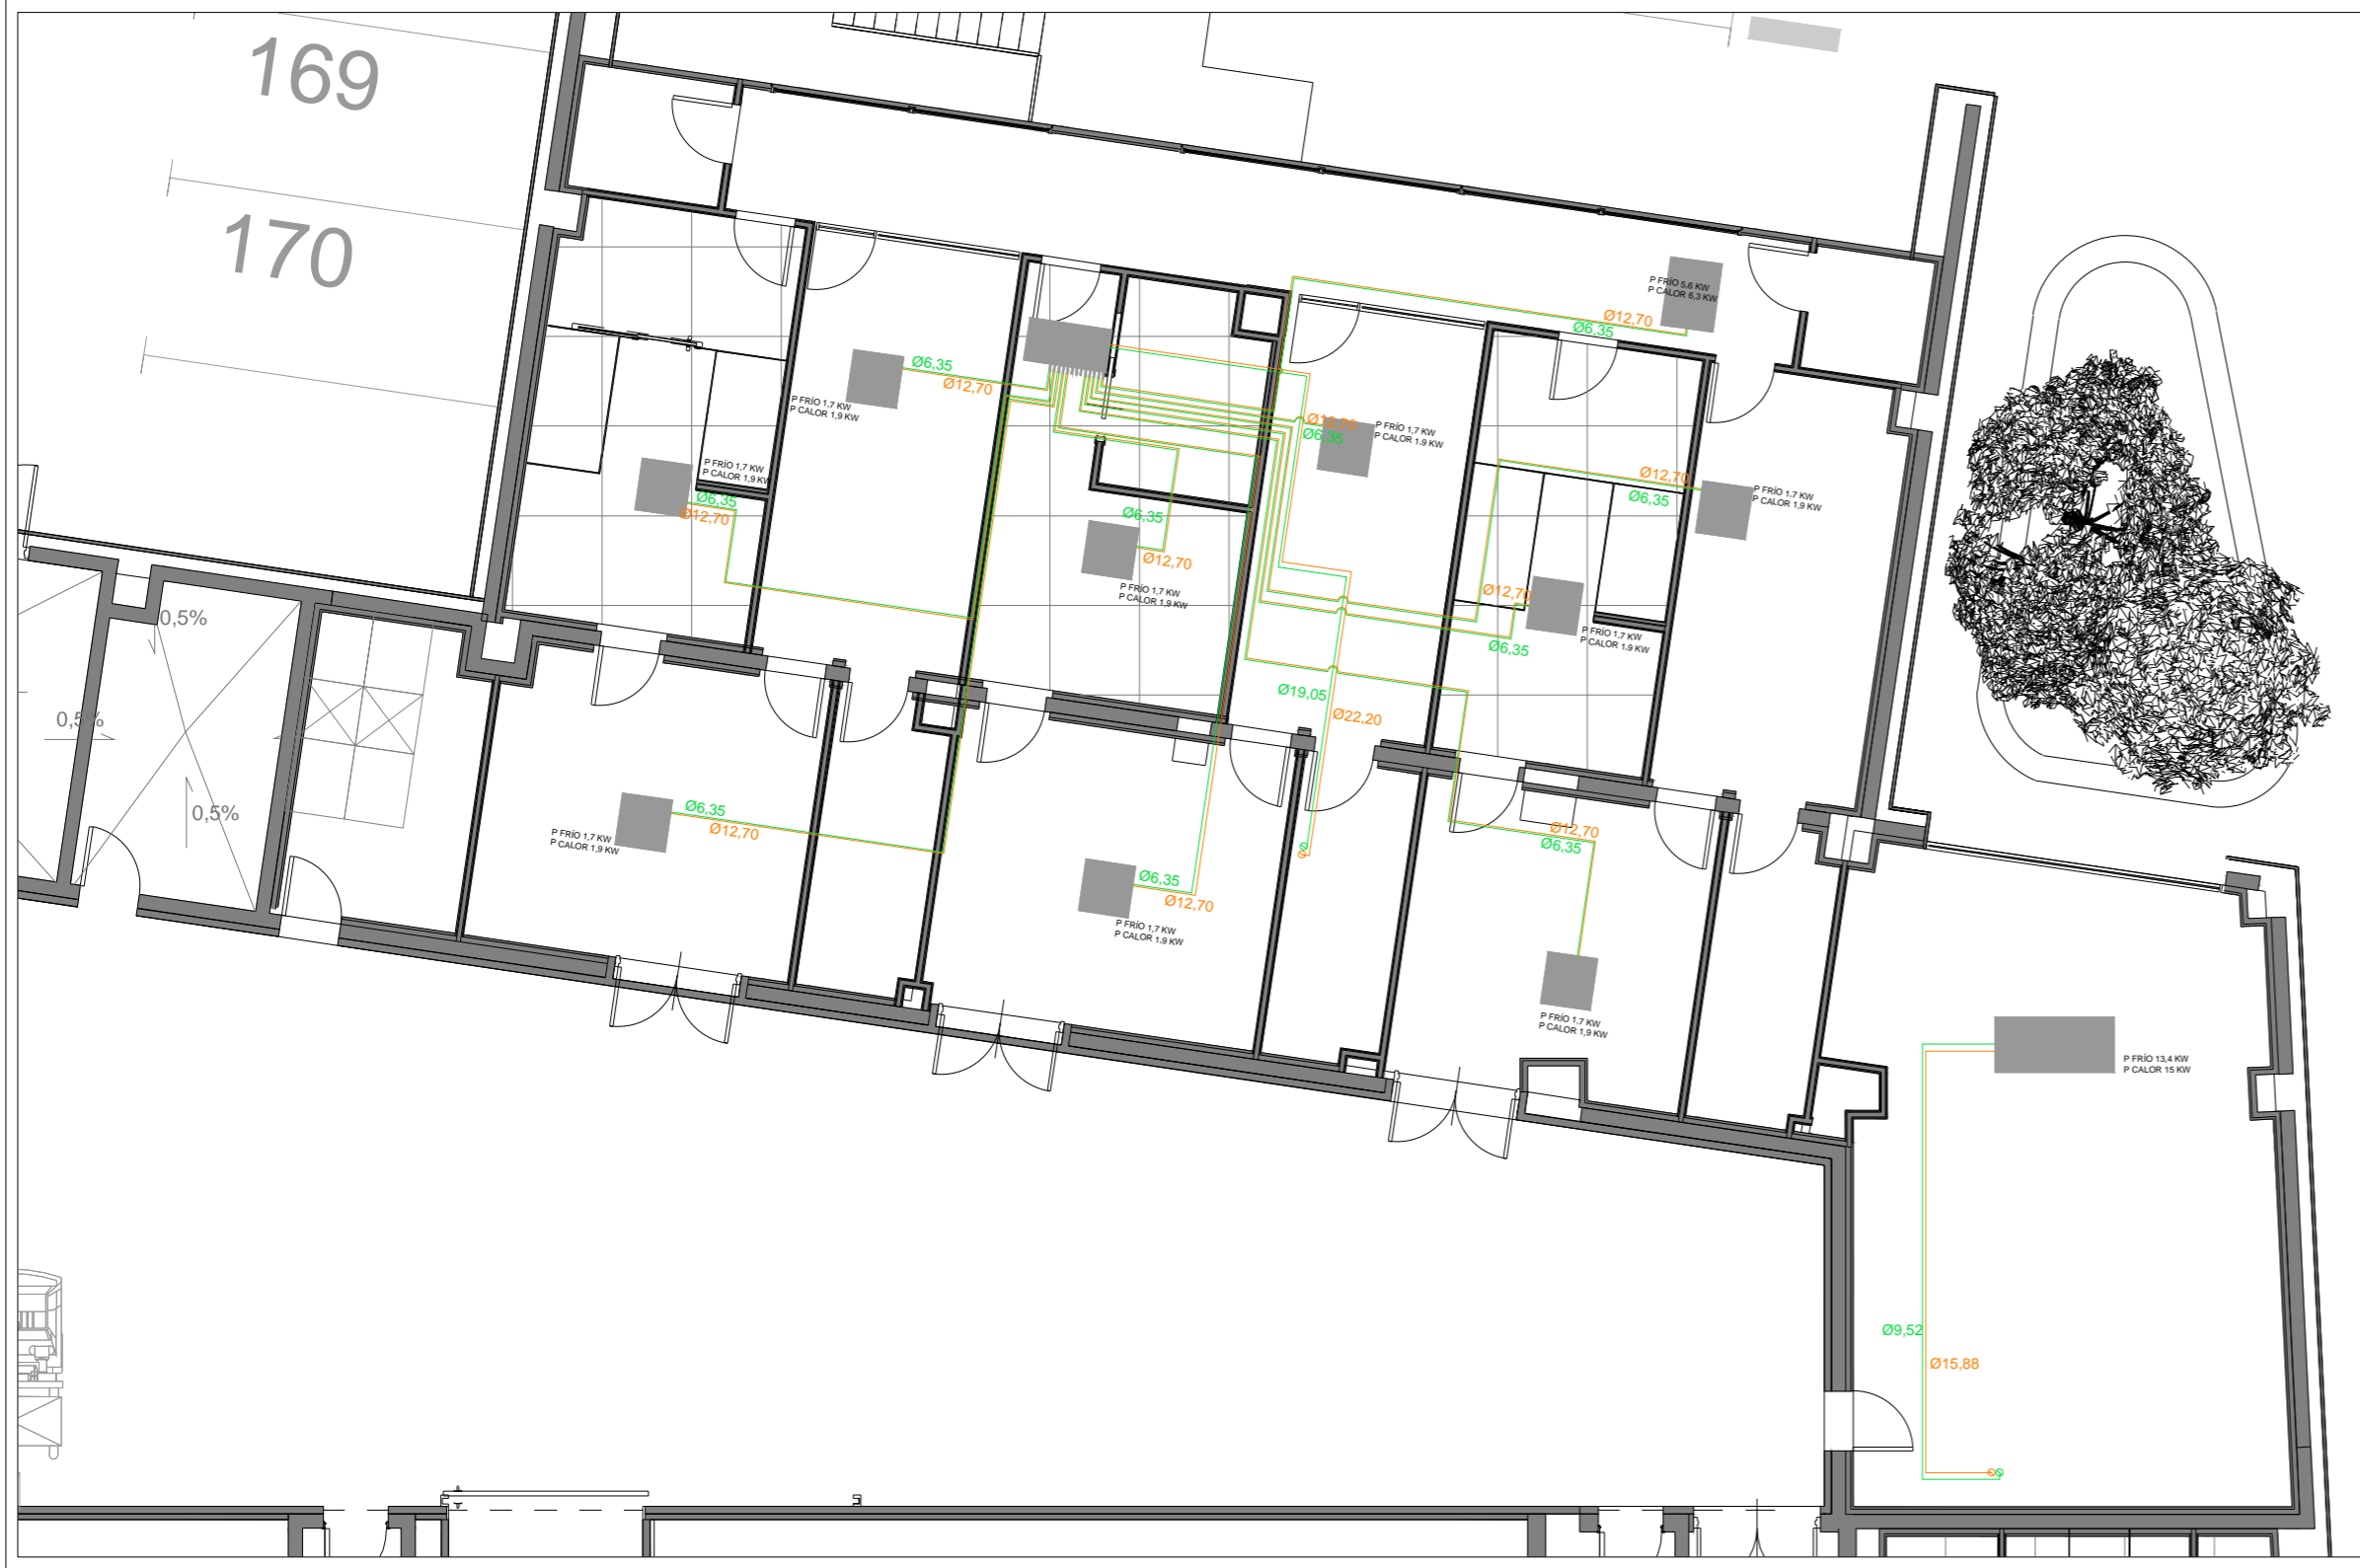 169
170
P FRÍO 5.6 KW
P CALOR 6,3 KW
Ø12,70
Ø6,35
Ø6,35
Ø12,70
P FRÍO 1.7 KW
P CALOR 1,9 KW
Ø12,70
Ø6,35
P FRÍO 1,7 KW
P CALOR 1.9 KW
P FRÍO 1,7 KW
P CALOR 1,9 KW
Ø6,35
Ø12,70
Ø12,70
Ø6,35
P FRÍO 1.7 KW
P CALOR 1,9 KW
Ø6,35
Ø12,70
P FRÍO 1,7 KW
P CALOR 1,9 KW
Ø12,70
P FRÍO 1,7 KW
P CALOR 1.9 KW
Ø6,35
0,5%
0,5%
0,5%
Ø19,05
Ø22,20
Ø6,35
Ø12,70
P FRÍO 1,7 KW
P CALOR 1,9 KW
Ø12,70
Ø6,35
Ø6,35
Ø12,70
P FRÍO 1,7 KW
P CALOR 1.9 KW
P FRÍO 1,7 KW
P CALOR 1,9 KW
P FRÍO 13,4 KW
P CALOR 15 KW
Ø9,52
Ø15,88